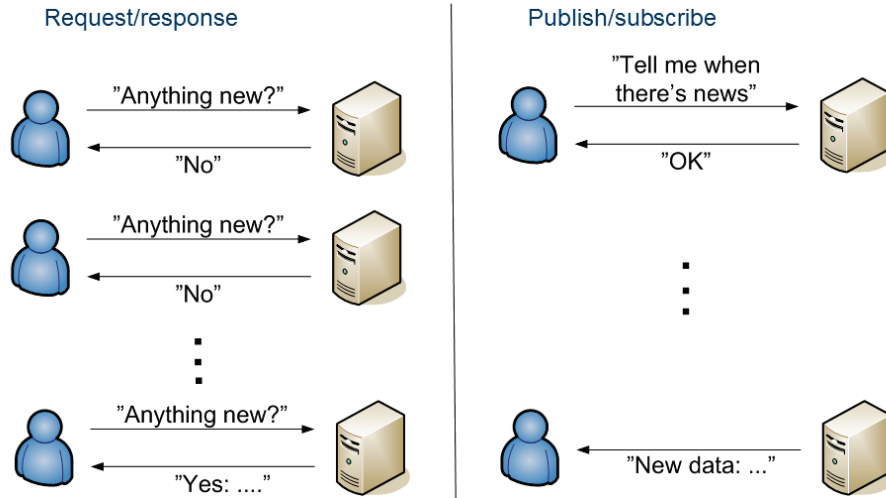 Request/response
”Anything new?”
”No”
”Anything new?”
”No”
”Anything new?”
”Yes: ....”
Publish/subscribe
”Tell me when
there’s news”
”OK”
”New data: ...”